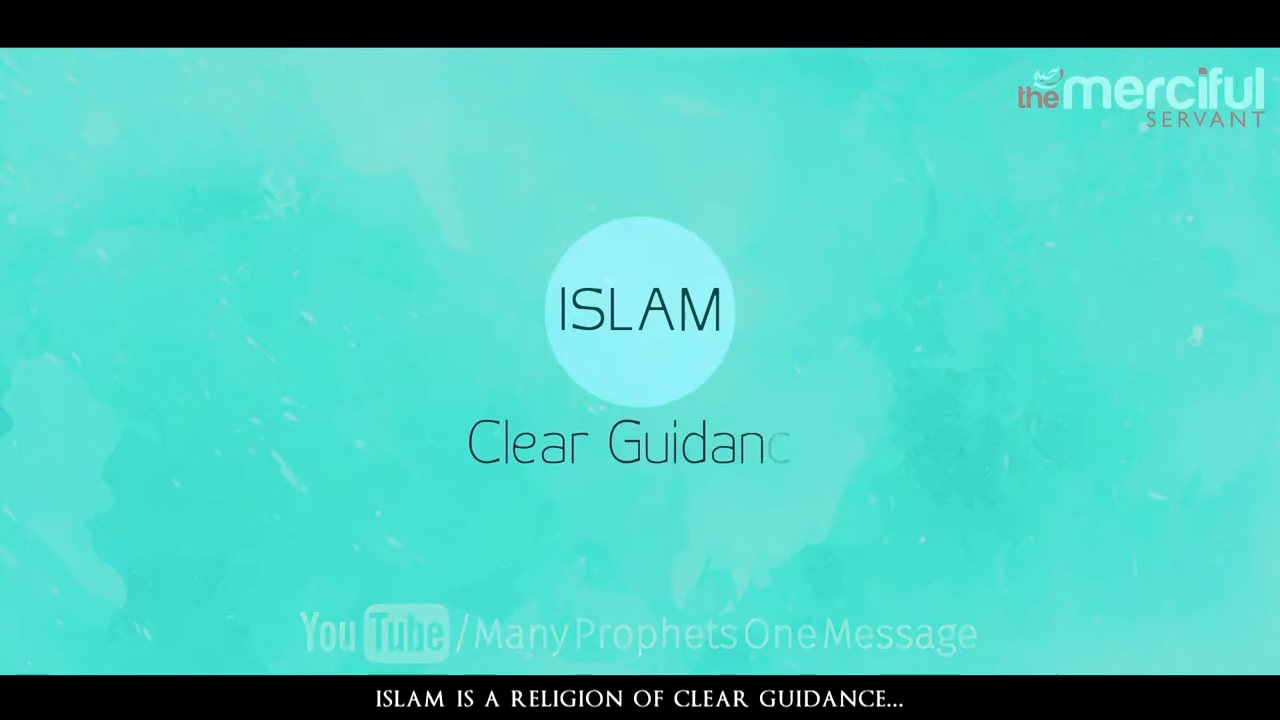 the merciful
SERVANT
ISLAM
Clear Guidanc
YouTube/ManyProphetsOneMessage
ISLAM IS A RELIGION OF CLEAR GUIDANCE...